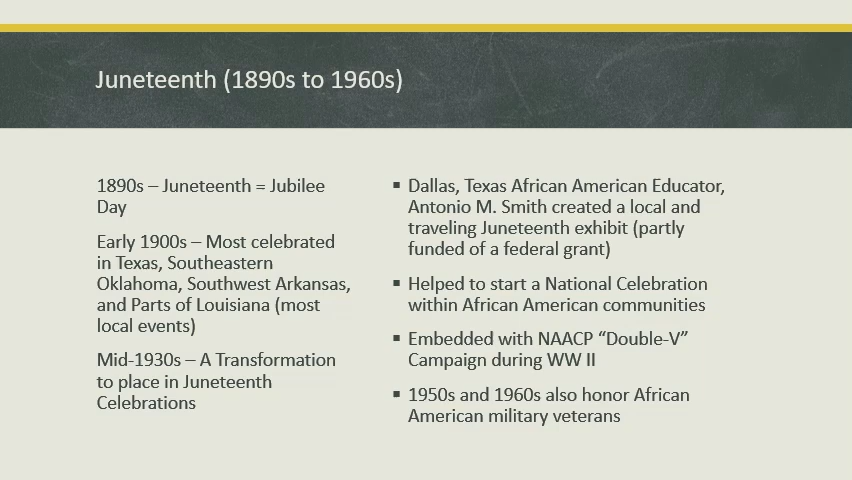 Juneteenth (1890s to 1960s)
1890s – Juneteenth = Jubilee
Day
Early 1900s – Most celebrated
in Texas, Southeastern
Oklahoma, Southwest Arkansas,
and Parts of Louisiana (most
local events)
Mid-1930s – A Transformation
to place in Juneteenth
Celebrations
▪ Dallas, Texas African American Educator,
Antonio M. Smith created a local and
traveling Juneteenth exhibit (partly
funded of a federal grant)
▪ Helped to start a National Celebration
within African American communities
▪ Embedded with NAACP “Double-V”
Campaign during WW II
▪ 1950s and 1960s also honor African
American military veterans